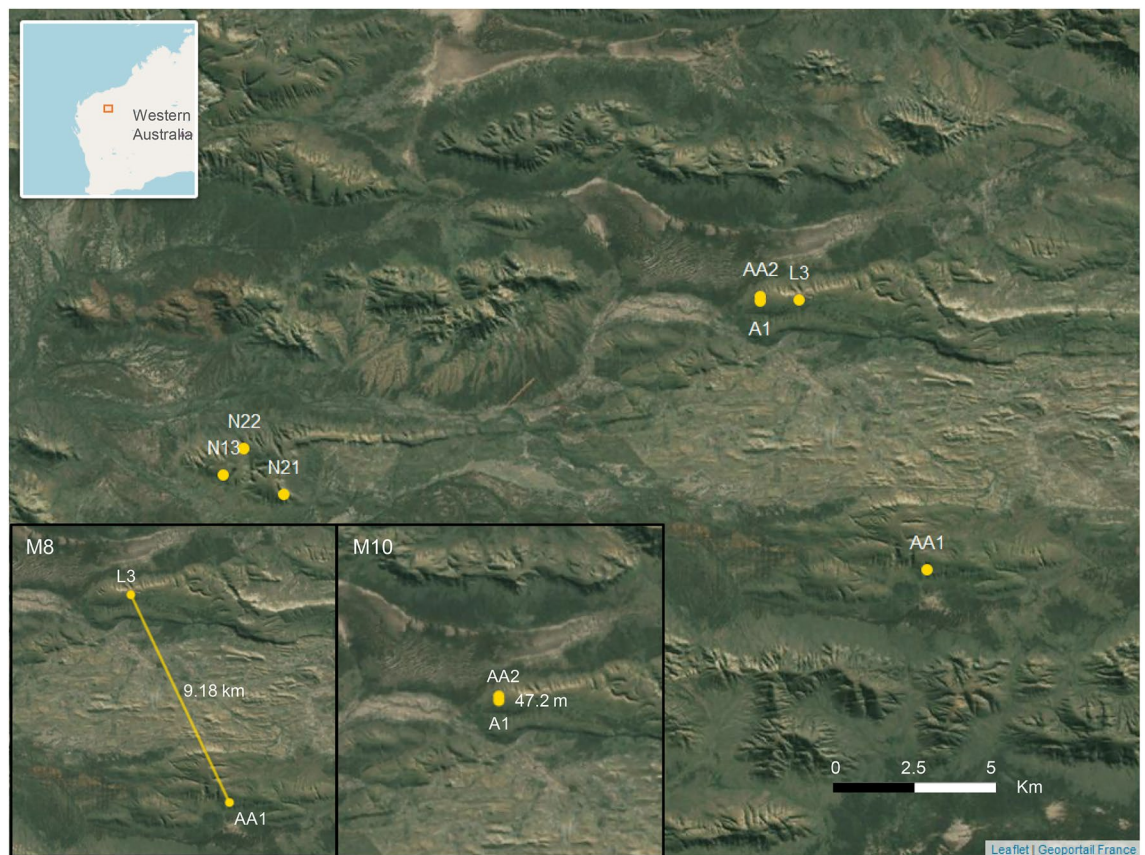 Western
Australia
AA2
L3
A1
N22
N13
N21
AA1
M8
L3
9.18 km
AA1
M10
AA2
47.2 m
A1
0 2.5 5
Km
Leaflet | Geoportail France